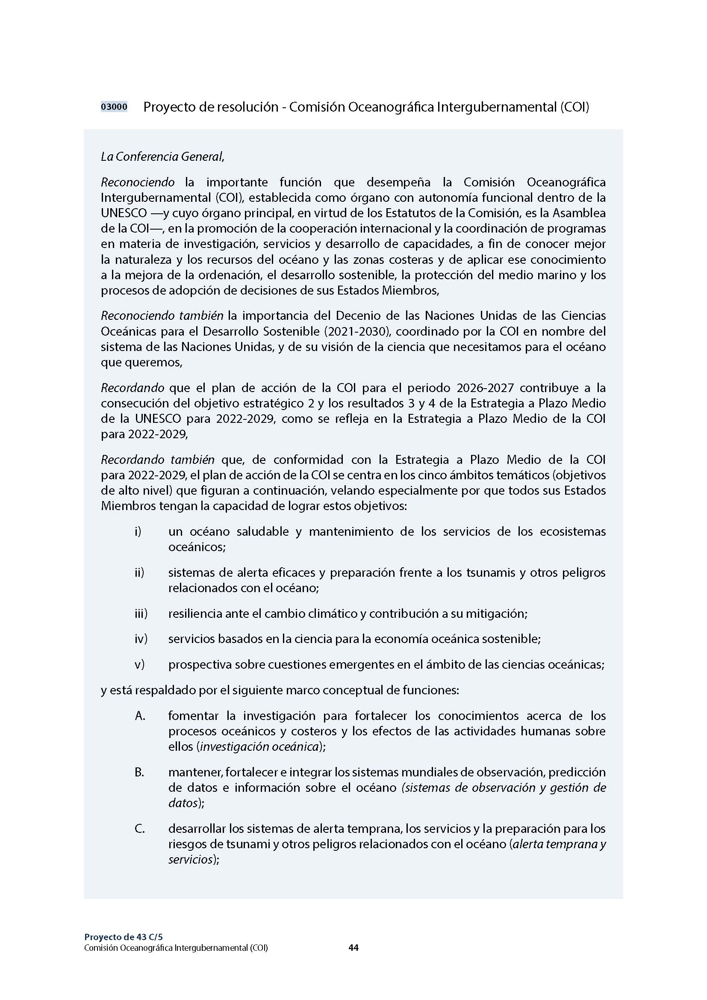 03000 Proyecto de resolución - Comisión Oceanográfica Intergubernamental (COI)
La Conferencia General,
Reconociendo la importante función que desempeña la Comisión Oceanográfica
Intergubernamental (COI), establecida como órgano con autonomía funcional dentro de la
UNESCO —y cuyo órgano principal, en virtud de los Estatutos de la Comisión, es la Asamblea
de la COI—, en la promoción de la cooperación internacional y la coordinación de programas
en materia de investigación, servicios y desarrollo de capacidades, a fin de conocer mejor
la naturaleza y los recursos del océano y las zonas costeras y de aplicar ese conocimiento
a la mejora de la ordenación, el desarrollo sostenible, la protección del medio marino y los
procesos de adopción de decisiones de sus Estados Miembros,
Reconociendo también la importancia del Decenio de las Naciones Unidas de las Ciencias
Oceánicas para el Desarrollo Sostenible (2021-2030), coordinado por la COI en nombre del
sistema de las Naciones Unidas, y de su visión de la ciencia que necesitamos para el océano
que queremos,
Recordando que el plan de acción de la COI para el periodo 2026-2027 contribuye a la
consecución del objetivo estratégico 2 y los resultados 3 y 4 de la Estrategia a Plazo Medio
de la UNESCO para 2022-2029, como se refleja en la Estrategia a Plazo Medio de la COI
para 2022-2029,
Recordando también que, de conformidad con la Estrategia a Plazo Medio de la COI
para 2022-2029, el plan de acción de la COI se centra en los cinco ámbitos temáticos (objetivos
de alto nivel) que figuran a continuación, velando especialmente por que todos sus Estados
Miembros tengan la capacidad de lograr estos objetivos:
i) un océano saludable y mantenimiento de los servicios de los ecosistemas
oceánicos;
ii) sistemas de alerta eficaces y preparación frente a los tsunamis y otros peligros
relacionados con el océano;
iii) resiliencia ante el cambio climático y contribución a su mitigación;
iv) servicios basados en la ciencia para la economía oceánica sostenible;
v) prospectiva sobre cuestiones emergentes en el ámbito de las ciencias oceánicas;
y está respaldado por el siguiente marco conceptual de funciones:
A. fomentar la investigación para fortalecer los conocimientos acerca de los
procesos oceánicos y costeros y los efectos de las actividades humanas sobre
ellos (investigación oceánica);
B. mantener, fortalecer e integrar los sistemas mundiales de observación, predicción
de datos e información sobre el océano (sistemas de observación y gestión de
datos);
C. desarrollar los sistemas de alerta temprana, los servicios y la preparación para los
riesgos de tsunami y otros peligros relacionados con el océano (alerta temprana y
servicios);
Proyecto de 43 C/5
Comisión Oceanográfica Intergubernamental (COI) 44